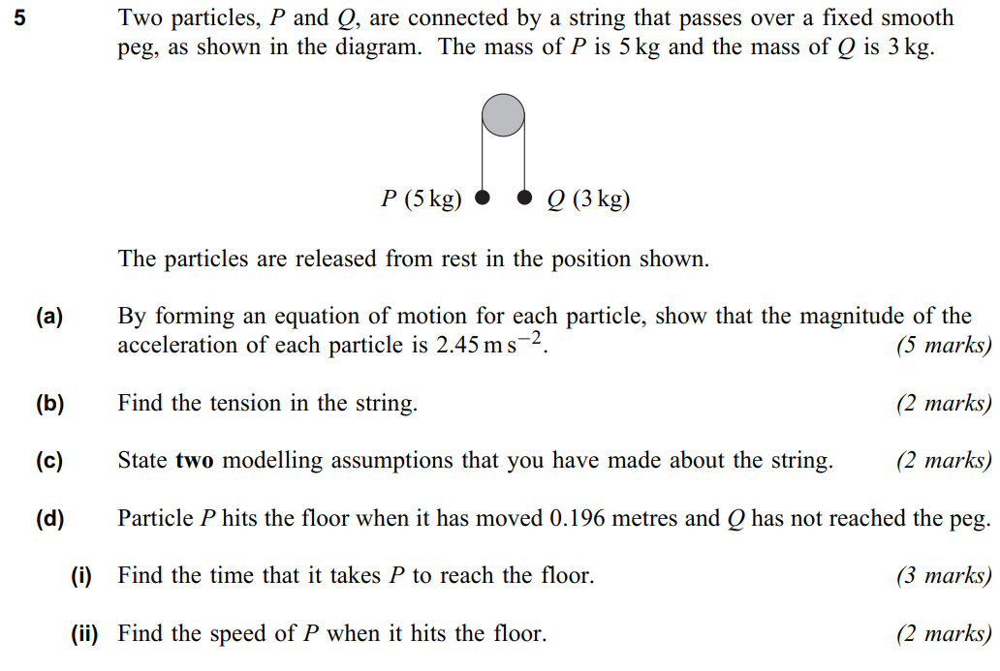 5 Two particles, P and Q, are connected by a string that passes over a fixed smooth
peg, as shown in the diagram. The mass of P is 5 kg and the mass of Q is 3 kg.
P (5 kg) Q (3 kg)
The particles are released from rest in the position shown.
(a) By forming an equation of motion for each particle, show that the magnitude of the
acceleration of each particle is 2.45 m s⁻². (5 marks)
(b) Find the tension in the string. (2 marks)
(c) State two modelling assumptions that you have made about the string. (2 marks)
(d) Particle P hits the floor when it has moved 0.196 metres and Q has not reached the peg.
(i) Find the time that it takes P to reach the floor. (3 marks)
(ii) Find the speed of P when it hits the floor. (2 marks)